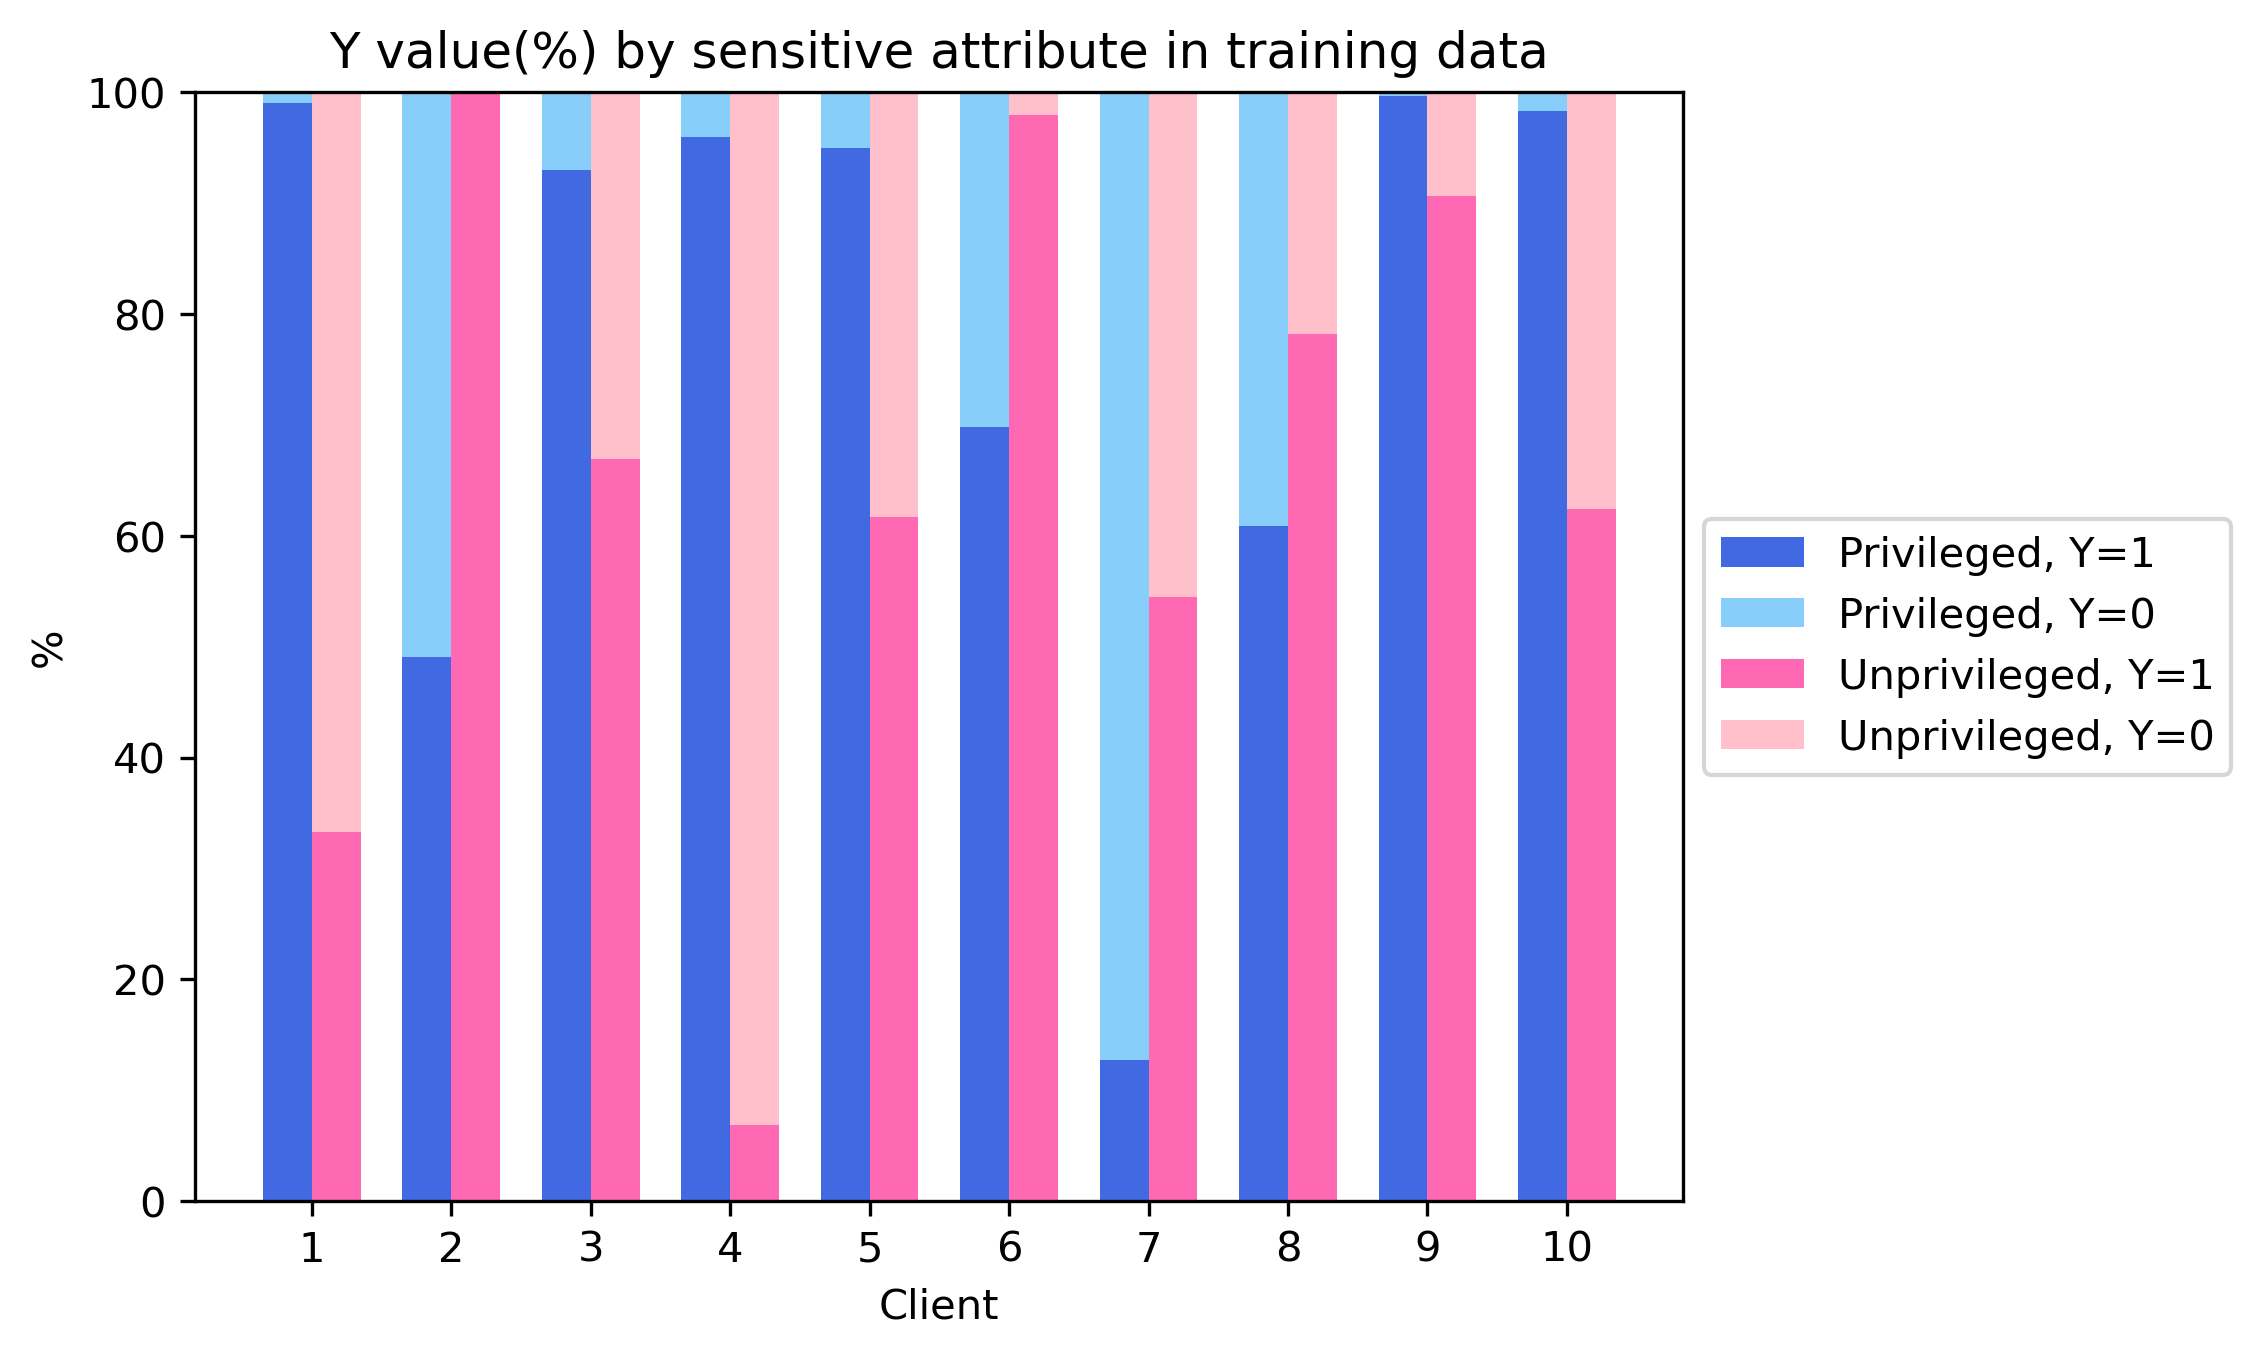 Y value(%) by sensitive attribute in training data
100
80
60
40
20
0
%
1 2 3 4 5 6 7 8 9 10
Client
Privileged, Y=1
Privileged, Y=0
Unprivileged, Y=1
Unprivileged, Y=0